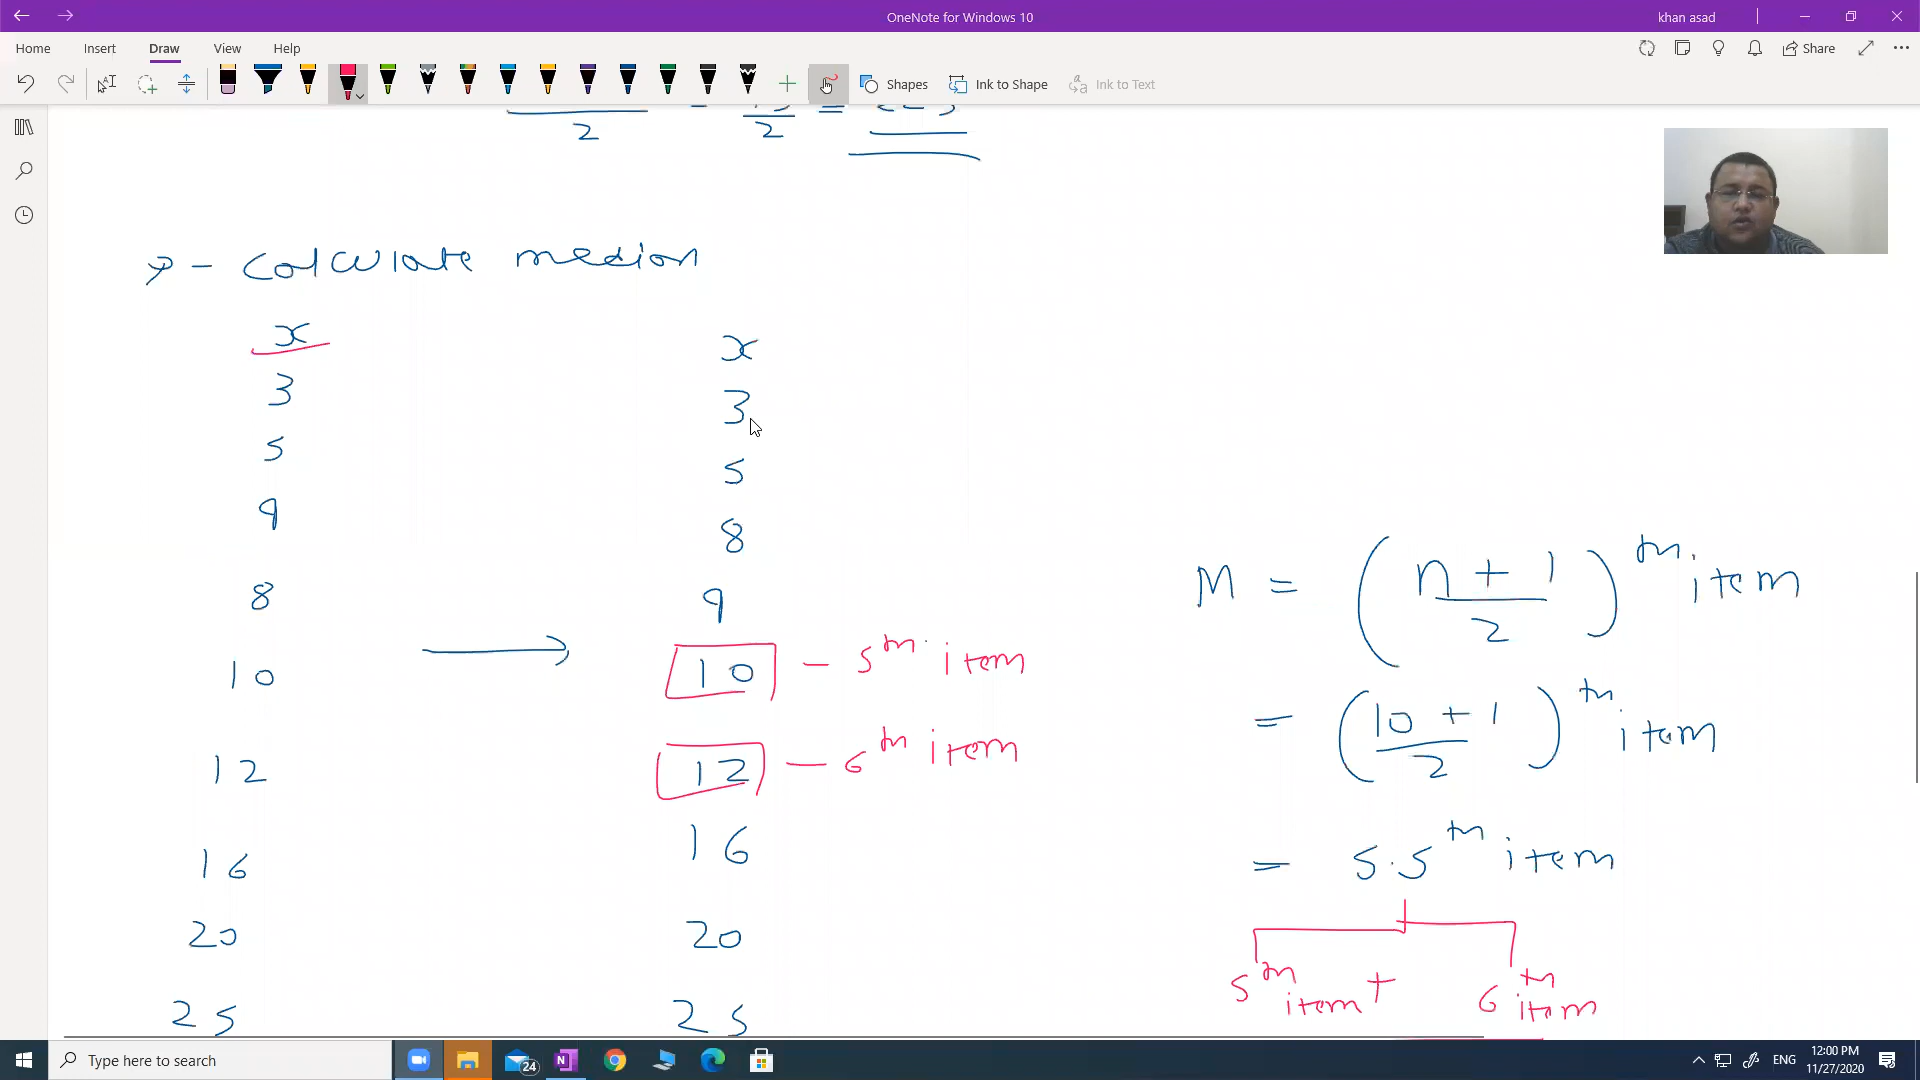 OneNote for Windows 10
khan asad
Home Insert Draw View Help
Share
Shapes
Ink to Shape
Ink to Text
2 2
- Calculate median
x
3
5
9
8
10
12
16
20
25
x
3
5
8
9
10 — 5th item
12 — 6th item
16
20
25
M = (n + 1 / 2)th item
= (10 + 1 / 2)th item
= 5.5th item
5th item + 6th item
Type here to search
24
ENG
12:00 PM
11/27/2020